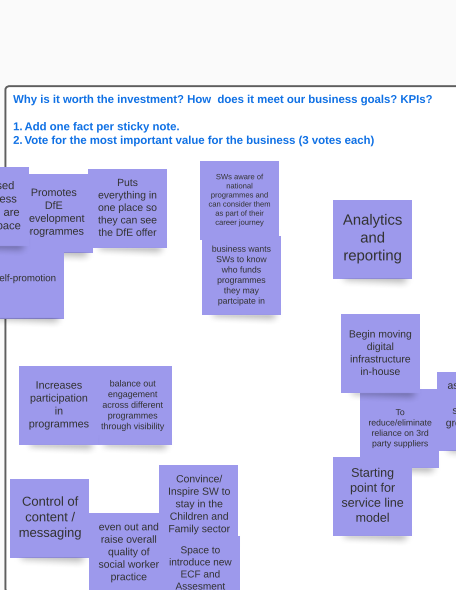 Why is it worth the investment? How does it meet our business goals? KPIs?
1. Add one fact per sticky note.
2. Vote for the most important value for the business (3 votes each)
Promotes
DfE
evelopment
rogrammes
Puts
everything in
one place so
they can see
the DfE offer
elf-promotion
SWs aware of
national
programmes and
can consider them
as part of their
career journey
business wants
SWs to know
who funds
programmes
they may
partcipate in
Analytics
and
reporting
Begin moving
digital
infrastructure
in-house
To
reduce/eliminate
reliance on 3rd
party suppliers
Starting
point for
service line
model
Increases
participation
in
programmes
balance out
engagement
across different
programmes
through visibility
Control of
content /
messaging
Convince/
Inspire SW to
stay in the
Children and
Family sector
even out and
raise overall
quality of
social worker
practice
Space to
introduce new
ECF and
Assesment